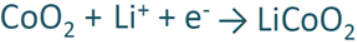 CoO₂ + Li⁺ + e⁻ → LiCoO₂